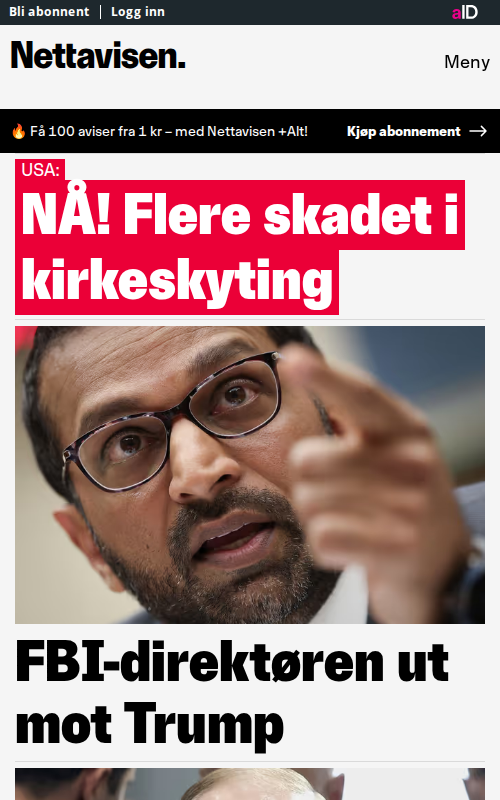 Bli abonnent | Logg inn
aID
Nettavisen.
Meny
🔥 Få 100 aviser fra 1 kr – med Nettavisen +Alt!
Kjøp abonnement →
USA:
NÅ! Flere skadet i
kirkeskyting
FBI-direktøren ut
mot Trump